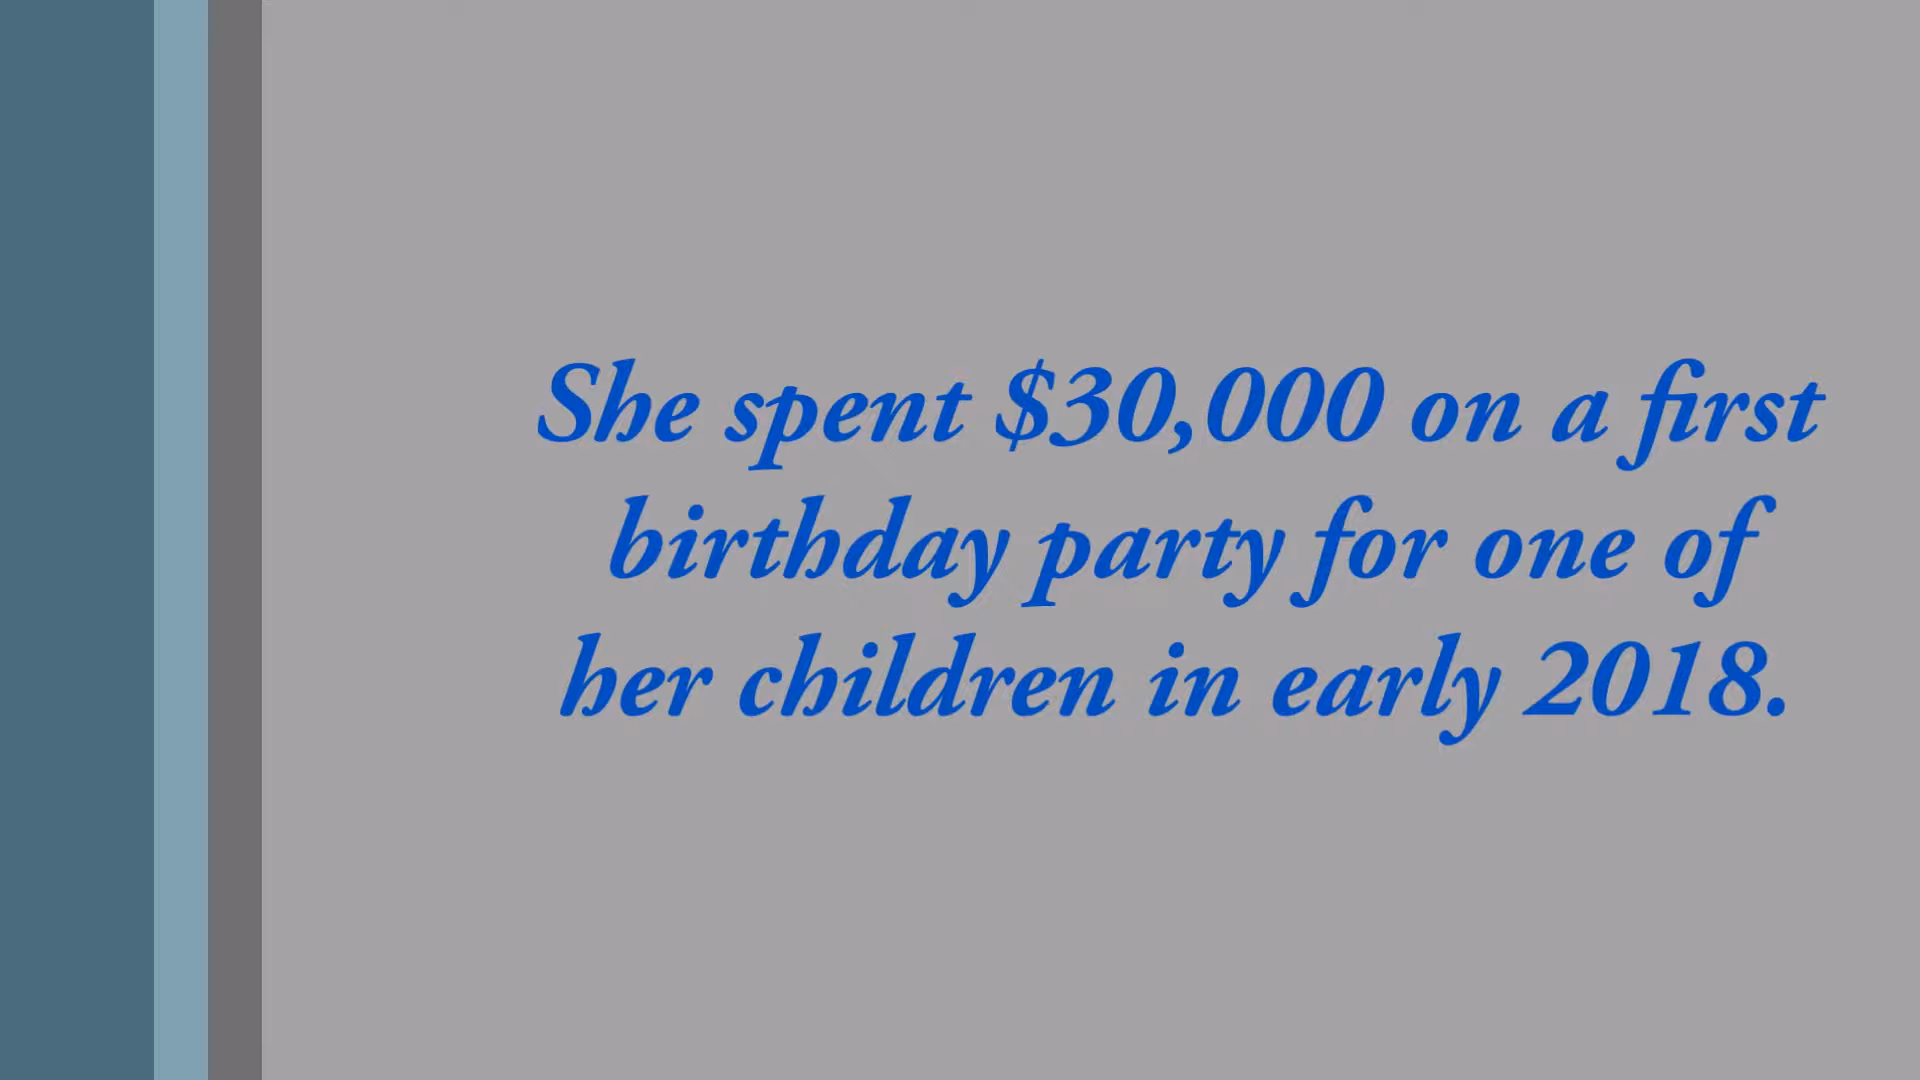 She spent $30,000 on a first
birthday party for one of
her children in early 2018.